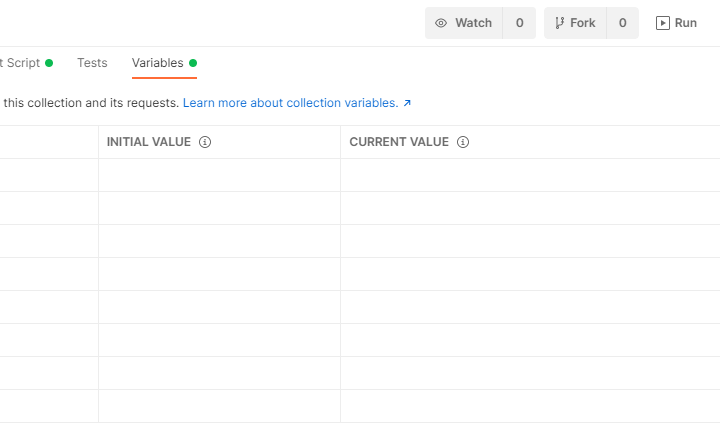 Watch 0 Fork 0 Run
t Script Tests Variables
this collection and its requests. Learn more about collection variables. ↗
INITIAL VALUE CURRENT VALUE